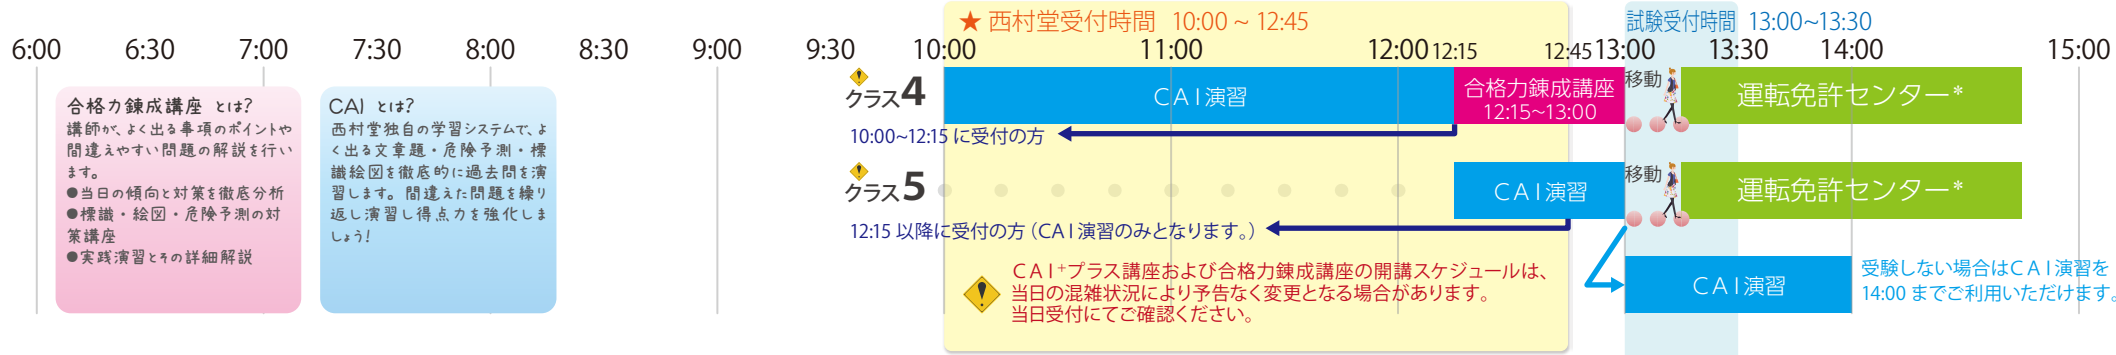 ★ 西村堂受付時間 10:00 ~ 12:45
試験受付時間 13:00~13:30
6:00 6:30 7:00 7:30 8:00 8:30 9:00 9:30 10:00 11:00 12:00 12:15 12:45 13:00 13:30 14:00 15:00
合格力錬成講座 とは?
講師が、よく出る事項のポイントや
間違えやすい問題の解説を行い
ます。
●当日の傾向と対策を徹底分析
●標識・絵図・危険予測の対
策講座
●実践演習とその詳細解説
CAI とは?
西村堂独自の学習システムで、よ
く出る文章題・危険予測・標
識絵図を徹底的に過去問を演
習します。間違えた問題を繰り
返し演習し得点力を強化しま
しょう!
クラス4
CAI演習
合格力錬成講座
12:15~13:00
移動
運転免許センター*
10:00~12:15 に受付の方
クラス5
CAI演習
移動
運転免許センター*
12:15 以降に受付の方（CAI演習のみとなります。）
CAI+プラス講座および合格力錬成講座の開講スケジュールは、
当日の混雑状況により予告なく変更となる場合があります。
当日受付にてご確認ください。
CAI演習
受験しない場合はCAI演習を
14:00 までご利用いただけます。